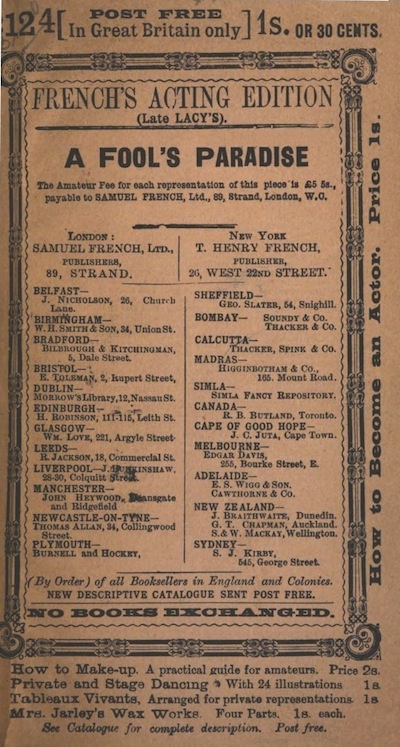 124 [ POST FREE
In Great Britain only ] 1s. OR 30 CENTS.
FRENCH'S ACTING EDITION
(Late LACY'S).
A FOOL'S PARADISE
The Amateur Fee for each representation of this piece is £5 5s.,
payable to SAMUEL FRENCH, Ltd., 89, Strand, London, W.C.
LONDON:
SAMUEL FRENCH, LTD.,
PUBLISHERS,
89, STRAND.
NEW YORK
T. HENRY FRENCH,
PUBLISHER,
26, WEST 22ND STREET.
BELFAST—
J. NICHOLSON, 26, Church
Lane.
BIRMINGHAM—
W. H. SMITH & SON, 34, Union St.
BRADFORD—
BILBROUGH & KITCHINGMAN,
5, Dale Street.
BRISTOL—
E. TOLEMAN, 2, Rupert Street,
DUBLIN—
MORROW'S Library, 12, Nassau St.
EDINBURGH—
H. ROBINSON, 111-115, Leith St.
GLASGOW—
WM. LOVE, 221, Argyle Street
LEEDS—
R. JACKSON, 18, Commercial St.
LIVERPOOL—J.
28-30, Colquitt Street.
MANCHESTER—
JOHN HEYWOOD, Deansgate
and Ridgefield
NEWCASTLE-ON-TYNE—
THOMAS ALLAN, 34, Collingwood
Street.
PLYMOUTH—
BURNELL and HOCKEY,
SHEFFIELD—
GEO. SLATER, 54, Snighill.
BOMBAY— SOUNDY & CO.
THACKER & CO.
CALCUTTA—
THACKER, SPINK & CO.
MADRAS—
HIGGINBOTHAM & CO.,
165. Mount Road.
SIMLA—
SIMLA FANCY REPOSITORY.
CANADA—
R. B. BUTLAND, Toronto.
CAPE OF GOOD HOPE—
J. C. JUTA, Cape Town.
MELBOURNE—
EDGAR DAVIS,
255, Bourke Street, E.
ADELAIDE—
E. S. WIGG & SON.
CAWTHORNE & CO.
NEW ZEALAND—
J. BRAITHWAITE, Dunedin.
G. T. CHAPMAN, Auckland.
S. & W. MACKAY, Wellington.
SYDNEY—
S. J. KIRBY,
545, George Street.
(By Order) of all Booksellers in England and Colonies.
NEW DESCRIPTIVE CATALOGUE SENT POST FREE.
NO BOOKS EXCHANGED.
How to Become an Actor. Price 1s.
How to Make-up. A practical guide for amateurs. Price 2s.
Private and Stage Dancing With 24 illustrations 1s.
Tableaux Vivants, Arranged for private representations. 1s
Mrs. Jarley's Wax Works. Four Parts. 1s. each.
See Catalogue for complete description. Post free.